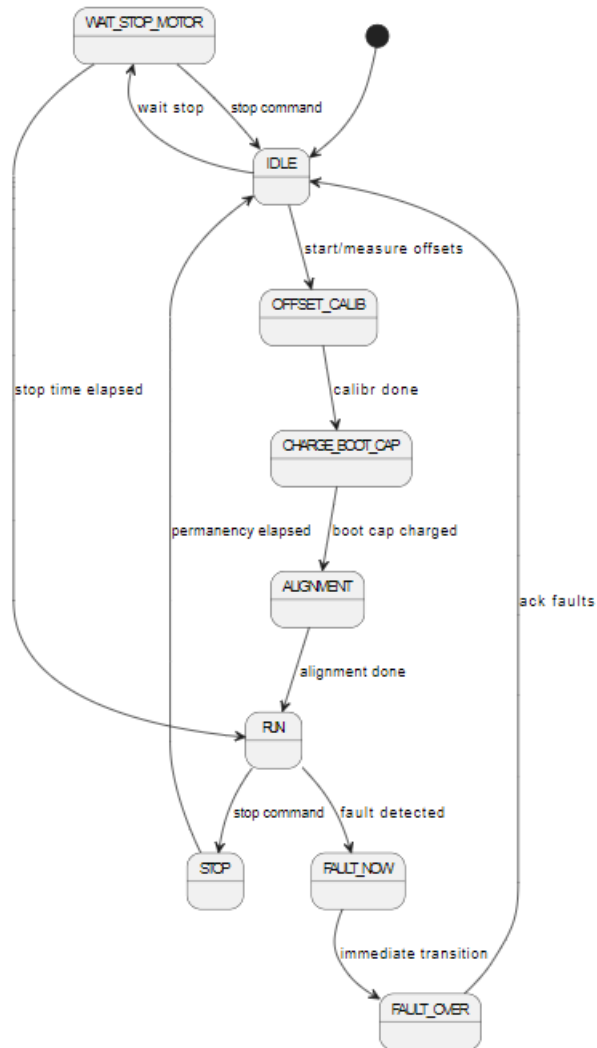 WAIT_STOP_MOTOR
wait stop
stop command
IDLE
start/measure offsets
OFFSET_CALIB
stop time elapsed
calibr done
CHARGE_BOOT_CAP
permanency elapsed
boot cap charged
ALIGNMENT
ack faults
alignment done
RUN
stop command
fault detected
STOP
FAULT_NOW
immediate transition
FAULT_OVER